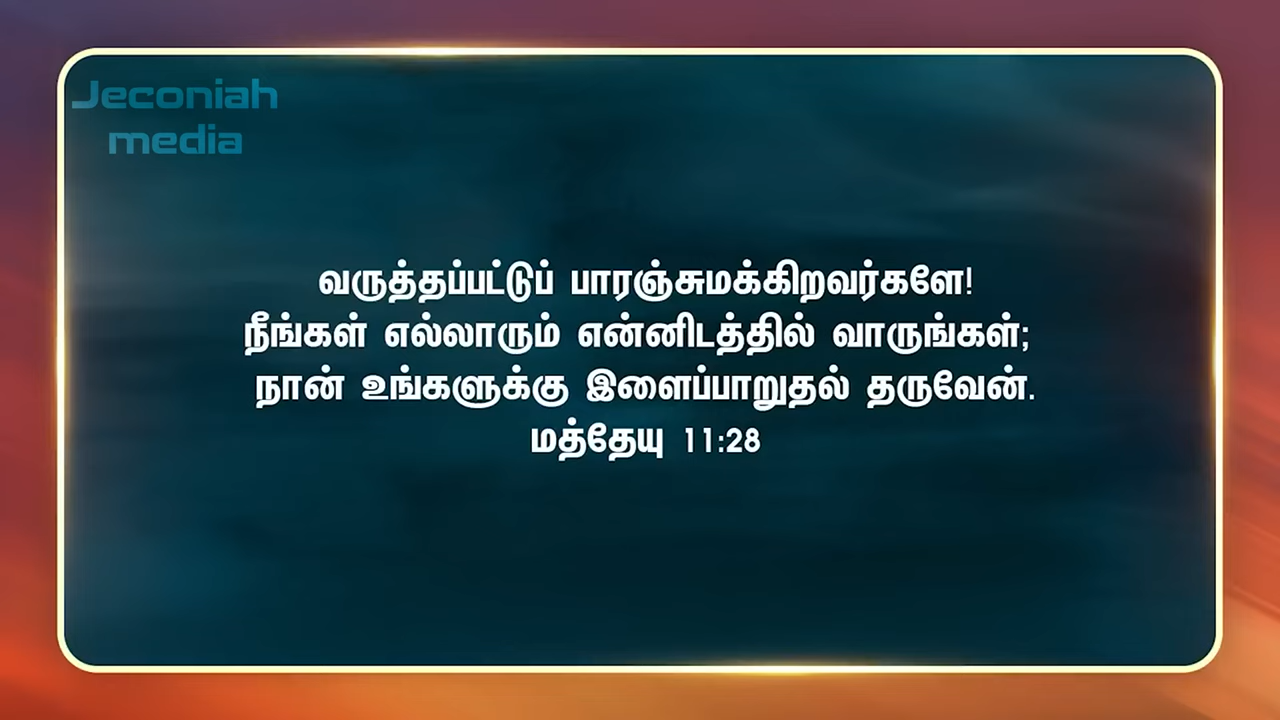 Jeconiah
media
வருத்தப்பட்டுப் பாரஞ்சுமக்கிறவர்களே!
நீங்கள் எல்லாரும் என்னிடத்தில் வாருங்கள்;
நான் உங்களுக்கு இளைப்பாறுதல் தருவேன்.
மத்தேயு 11:28